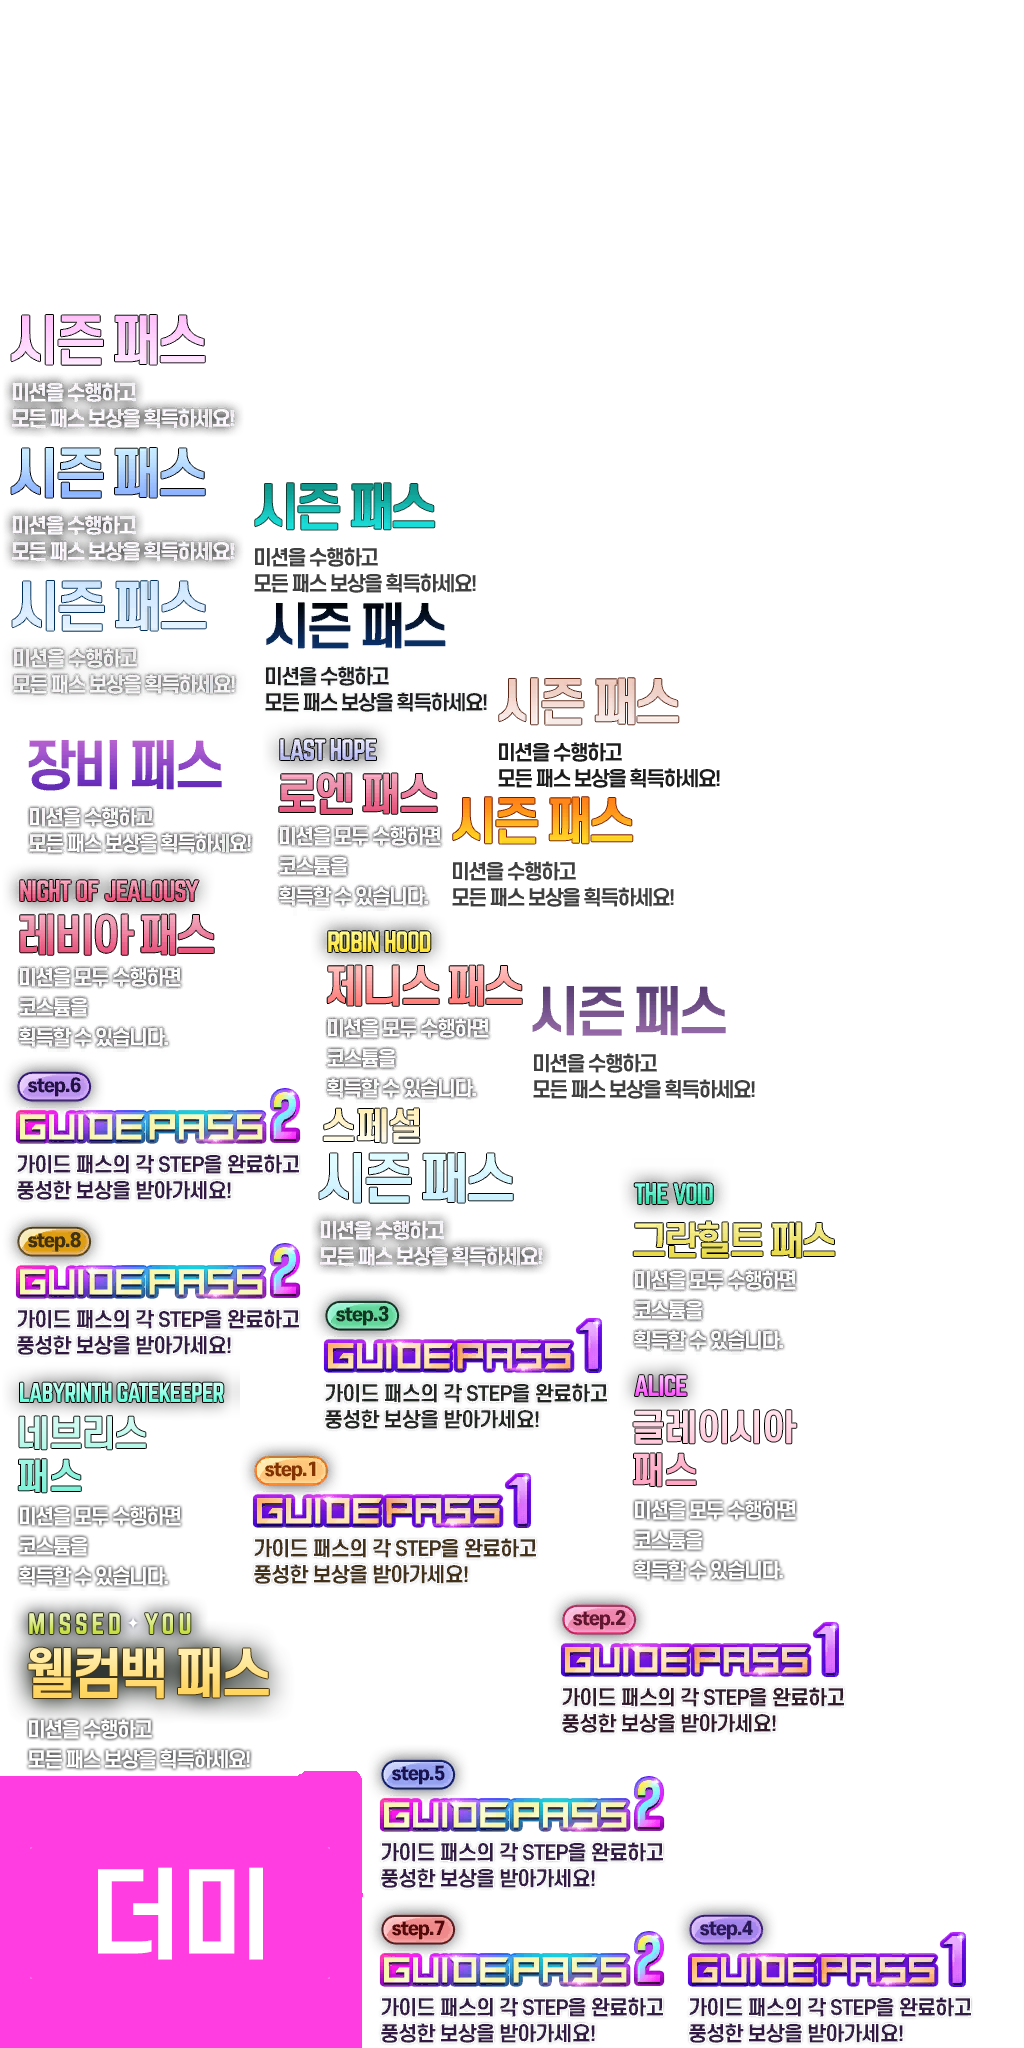 시즌 패스
미션을 수행하고
모든 패스 보상을 획득하세요!
시즌 패스
미션을 수행하고
모든 패스 보상을 획득하세요!
시즌 패스
미션을 수행하고
모든 패스 보상을 획득하세요!
시즌 패스
미션을 수행하고
모든 패스 보상을 획득하세요!
시즌 패스
미션을 수행하고
모든 패스 보상을 획득하세요!
시즌 패스
미션을 수행하고
모든 패스 보상을 획득하세요!
장비 패스
미션을 수행하고
모든 패스 보상을 획득하세요!
LAST HOPE
로엔 패스
미션을 모두 수행하면
코스튬을
획득할 수 있습니다.
시즌 패스
미션을 수행하고
모든 패스 보상을 획득하세요!
NIGHT OF JEALOUSY
레비아 패스
미션을 모두 수행하면
코스튬을
획득할 수 있습니다.
ROBIN HOOD
제니스 패스
미션을 모두 수행하면
코스튬을
획득할 수 있습니다.
시즌 패스
미션을 수행하고
모든 패스 보상을 획득하세요!
step.6
GUIDEPASS 2
가이드 패스의 각 STEP을 완료하고
풍성한 보상을 받아가세요!
스페셜
시즌 패스
미션을 수행하고
모든 패스 보상을 획득하세요!
THE VOID
그란힐트 패스
미션을 모두 수행하면
코스튬을
획득할 수 있습니다.
step.8
GUIDEPASS 2
가이드 패스의 각 STEP을 완료하고
풍성한 보상을 받아가세요!
step.3
GUIDEPASS 1
가이드 패스의 각 STEP을 완료하고
풍성한 보상을 받아가세요!
LABYRINTH GATEKEEPER
네브리스
패스
미션을 모두 수행하면
코스튬을
획득할 수 있습니다.
ALICE
글레이시아
패스
미션을 모두 수행하면
코스튬을
획득할 수 있습니다.
step.1
GUIDEPASS 1
가이드 패스의 각 STEP을 완료하고
풍성한 보상을 받아가세요!
MISSED YOU
웰컴백 패스
미션을 수행하고
모든 패스 보상을 획득하세요!
step.2
GUIDEPASS 1
가이드 패스의 각 STEP을 완료하고
풍성한 보상을 받아가세요!
더미
step.5
GUIDEPASS 2
가이드 패스의 각 STEP을 완료하고
풍성한 보상을 받아가세요!
step.7
GUIDEPASS 2
가이드 패스의 각 STEP을 완료하고
풍성한 보상을 받아가세요!
step.4
GUIDEPASS 1
가이드 패스의 각 STEP을 완료하고
풍성한 보상을 받아가세요!